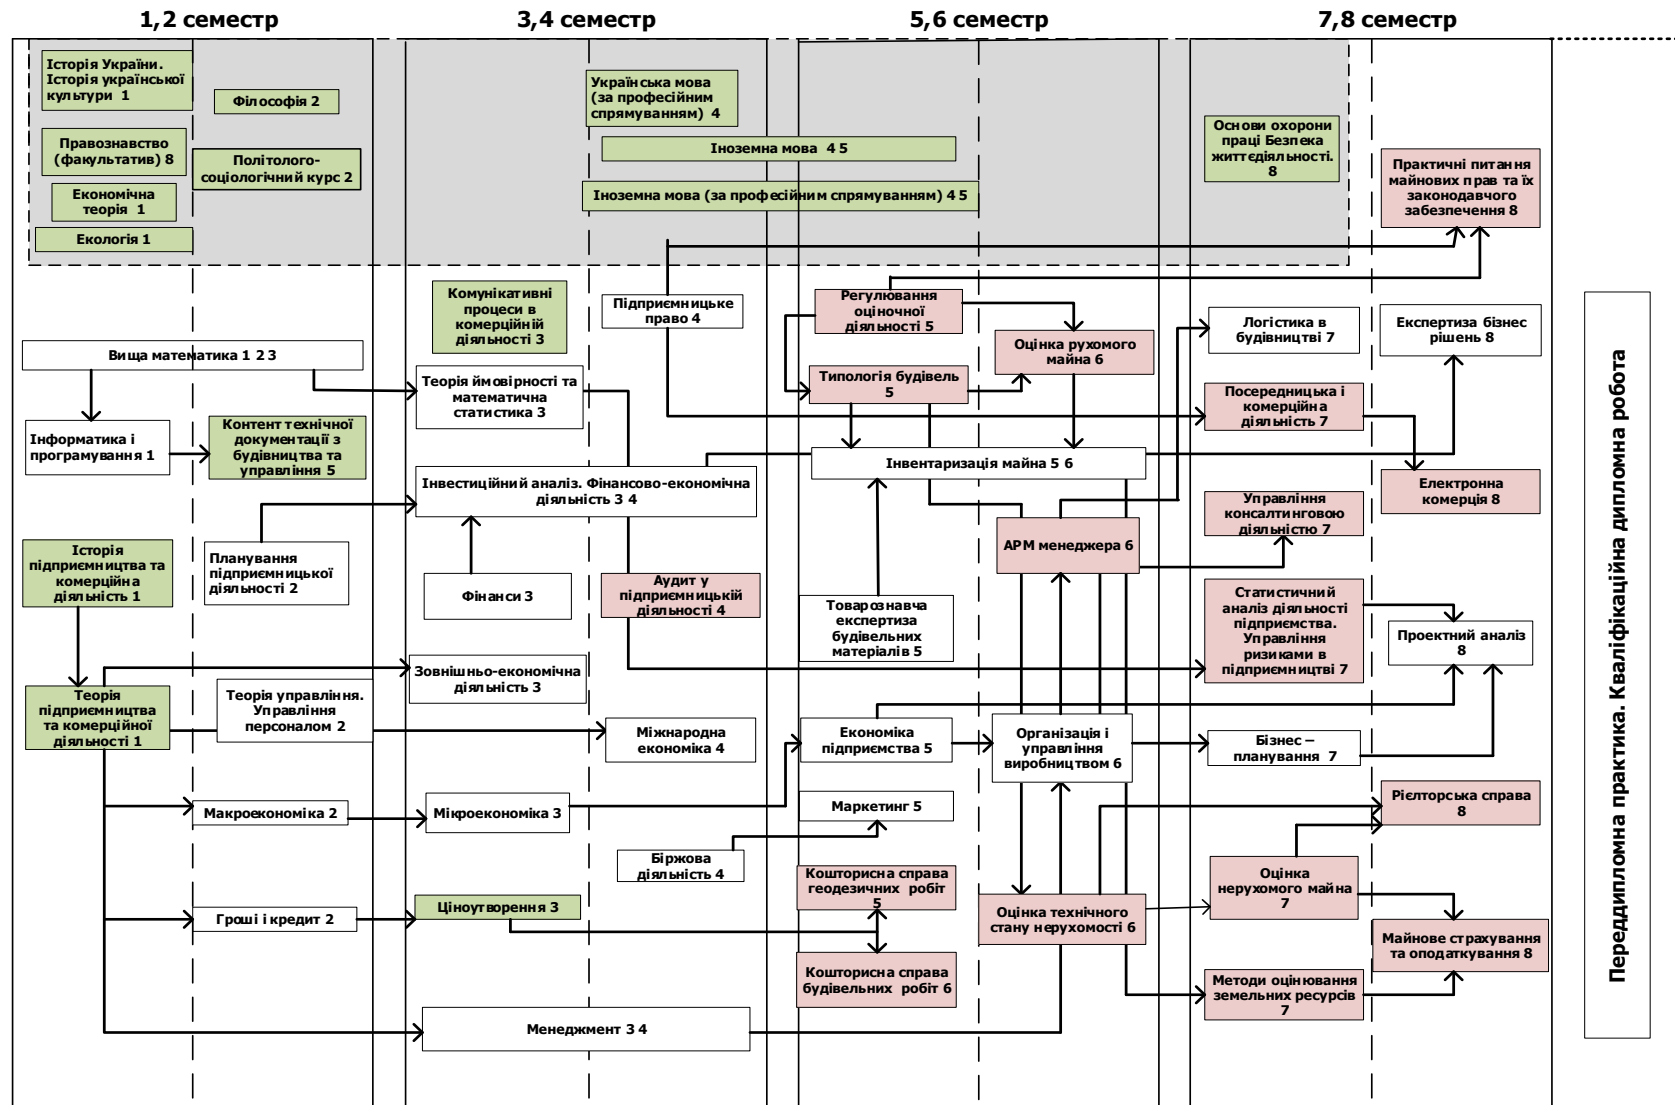 1,2 семестр
3,4 семестр
5,6 семестр
7,8 семестр
Історія України.
Історія української
культури 1
Філософія 2
Правознавство
(факультатив) 8
Політолого-
соціологічний курс 2
Економічна
теорія 1
Екологія 1
Українська мова
(за професійним
спрямуванням) 4
Іноземна мова 4 5
Іноземна мова (за професійним спрямуванням) 4 5
Основи охорони
праці Безпека
життєдіяльності.
8
Практичні питання
майнових прав та їх
законодавчого
забезпечення 8
Комунікативні
процеси в
комерційній
діяльності 3
Підприємницьке
право 4
Регулювання
оціночної
діяльності 5
Оцінка рухомого
майна 6
Логістика в
будівництві 7
Експертиза бізнес
рішень 8
Вища математика 1 2 3
Теорія ймовірності та
математична
статистика 3
Типологія будівель
5
Посередницька і
комерційна
діяльність 7
Інформатика і
програмування 1
Контент технічної
документації з
будівництва та
управління 5
Інвестиційний аналіз. Фінансово-економічна
діяльність 3 4
Інвентаризація майна 5 6
Електронна
комерція 8
Управління
консалтинговою
діяльністю 7
АРМ менеджера 6
Історія
підприємництва та
комерційна
діяльність 1
Планування
підприємницької
діяльності 2
Фінанси 3
Аудит у
підприємницькій
діяльності 4
Товарознавча
експертиза
будівельних
матеріалів 5
Статистичний
аналіз діяльності
підприємства.
Управління
ризиками в
підприємництві 7
Проектний аналіз
8
Зовнішньо-економічна
діяльність 3
Теорія
підприємництва
та комерційної
діяльності 1
Теорія управління.
Управління
персоналом 2
Міжнародна
економіка 4
Економіка
підприємства 5
Організація і
управління
виробництвом 6
Бізнес –
планування 7
Макроекономіка 2
Мікроекономіка 3
Маркетинг 5
Рієлторська справа
8
Біржова
діяльність 4
Кошторисна справа
геодезичних робіт
5
Оцінка
нерухомого майна
7
Гроші і кредит 2
Ціноутворення 3
Оцінка технічного
стану нерухомості 6
Майнове страхування
та оподаткування 8
Кошторисна справа
будівельних робіт 6
Методи оцінювання
земельних ресурсів
7
Менеджмент 3 4
Переддипломна практика. Кваліфікаційна дипломна робота